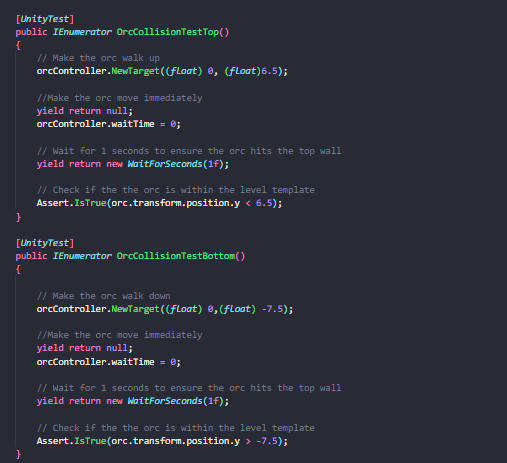 [UnityTest]
public IEnumerator OrcCollisionTestTop()
{
// Make the orc walk up
orcController.NewTarget((float) 0, (float)6.5);
//Make the orc move immediately
yield return null;
orcController.waitTime = 0;
// Wait for 1 seconds to ensure the orc hits the top wall
yield return new WaitForSeconds(1f);
// Check if the the orc is within the level template
Assert.IsTrue(orc.transform.position.y < 6.5);
}
[UnityTest]
public IEnumerator OrcCollisionTestBottom()
{
// Make the orc walk down
orcController.NewTarget((float) 0,(float) -7.5);
//Make the orc move immediately
yield return null;
orcController.waitTime = 0;
// Wait for 1 seconds to ensure the orc hits the top wall
yield return new WaitForSeconds(1f);
// Check if the the orc is within the level template
Assert.IsTrue(orc.transform.position.y > -7.5);
}